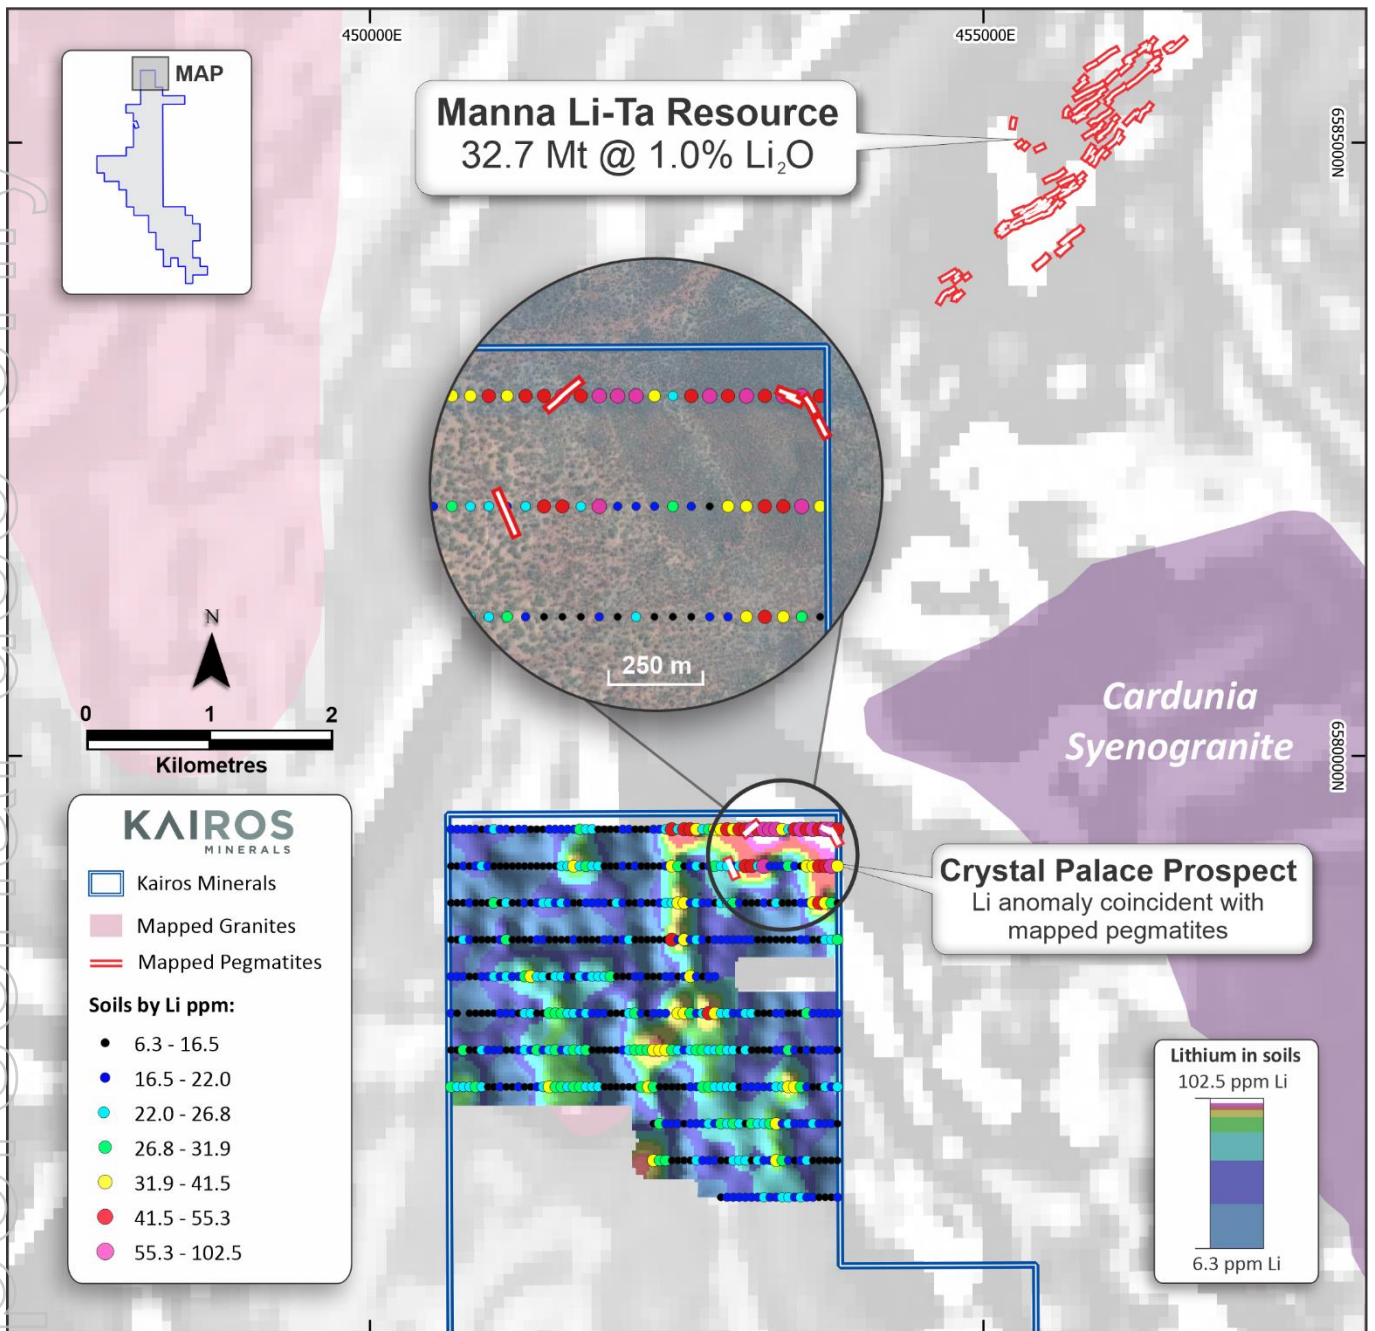 450000E
455000E
MAP
Manna Li-Ta Resource
32.7 Mt @ 1.0% Li₂O
6585000N
250 m
N
0 1 2
Kilometres
Cardunia
Syenogranite
6580000N
KAIROS
MINERALS
Kairos Minerals
Mapped Granites
Mapped Pegmatites
Soils by Li ppm:
6.3 - 16.5
16.5 - 22.0
22.0 - 26.8
26.8 - 31.9
31.9 - 41.5
41.5 - 55.3
55.3 - 102.5
Crystal Palace Prospect
Li anomaly coincident with
mapped pegmatites
Lithium in soils
102.5 ppm Li
6.3 ppm Li